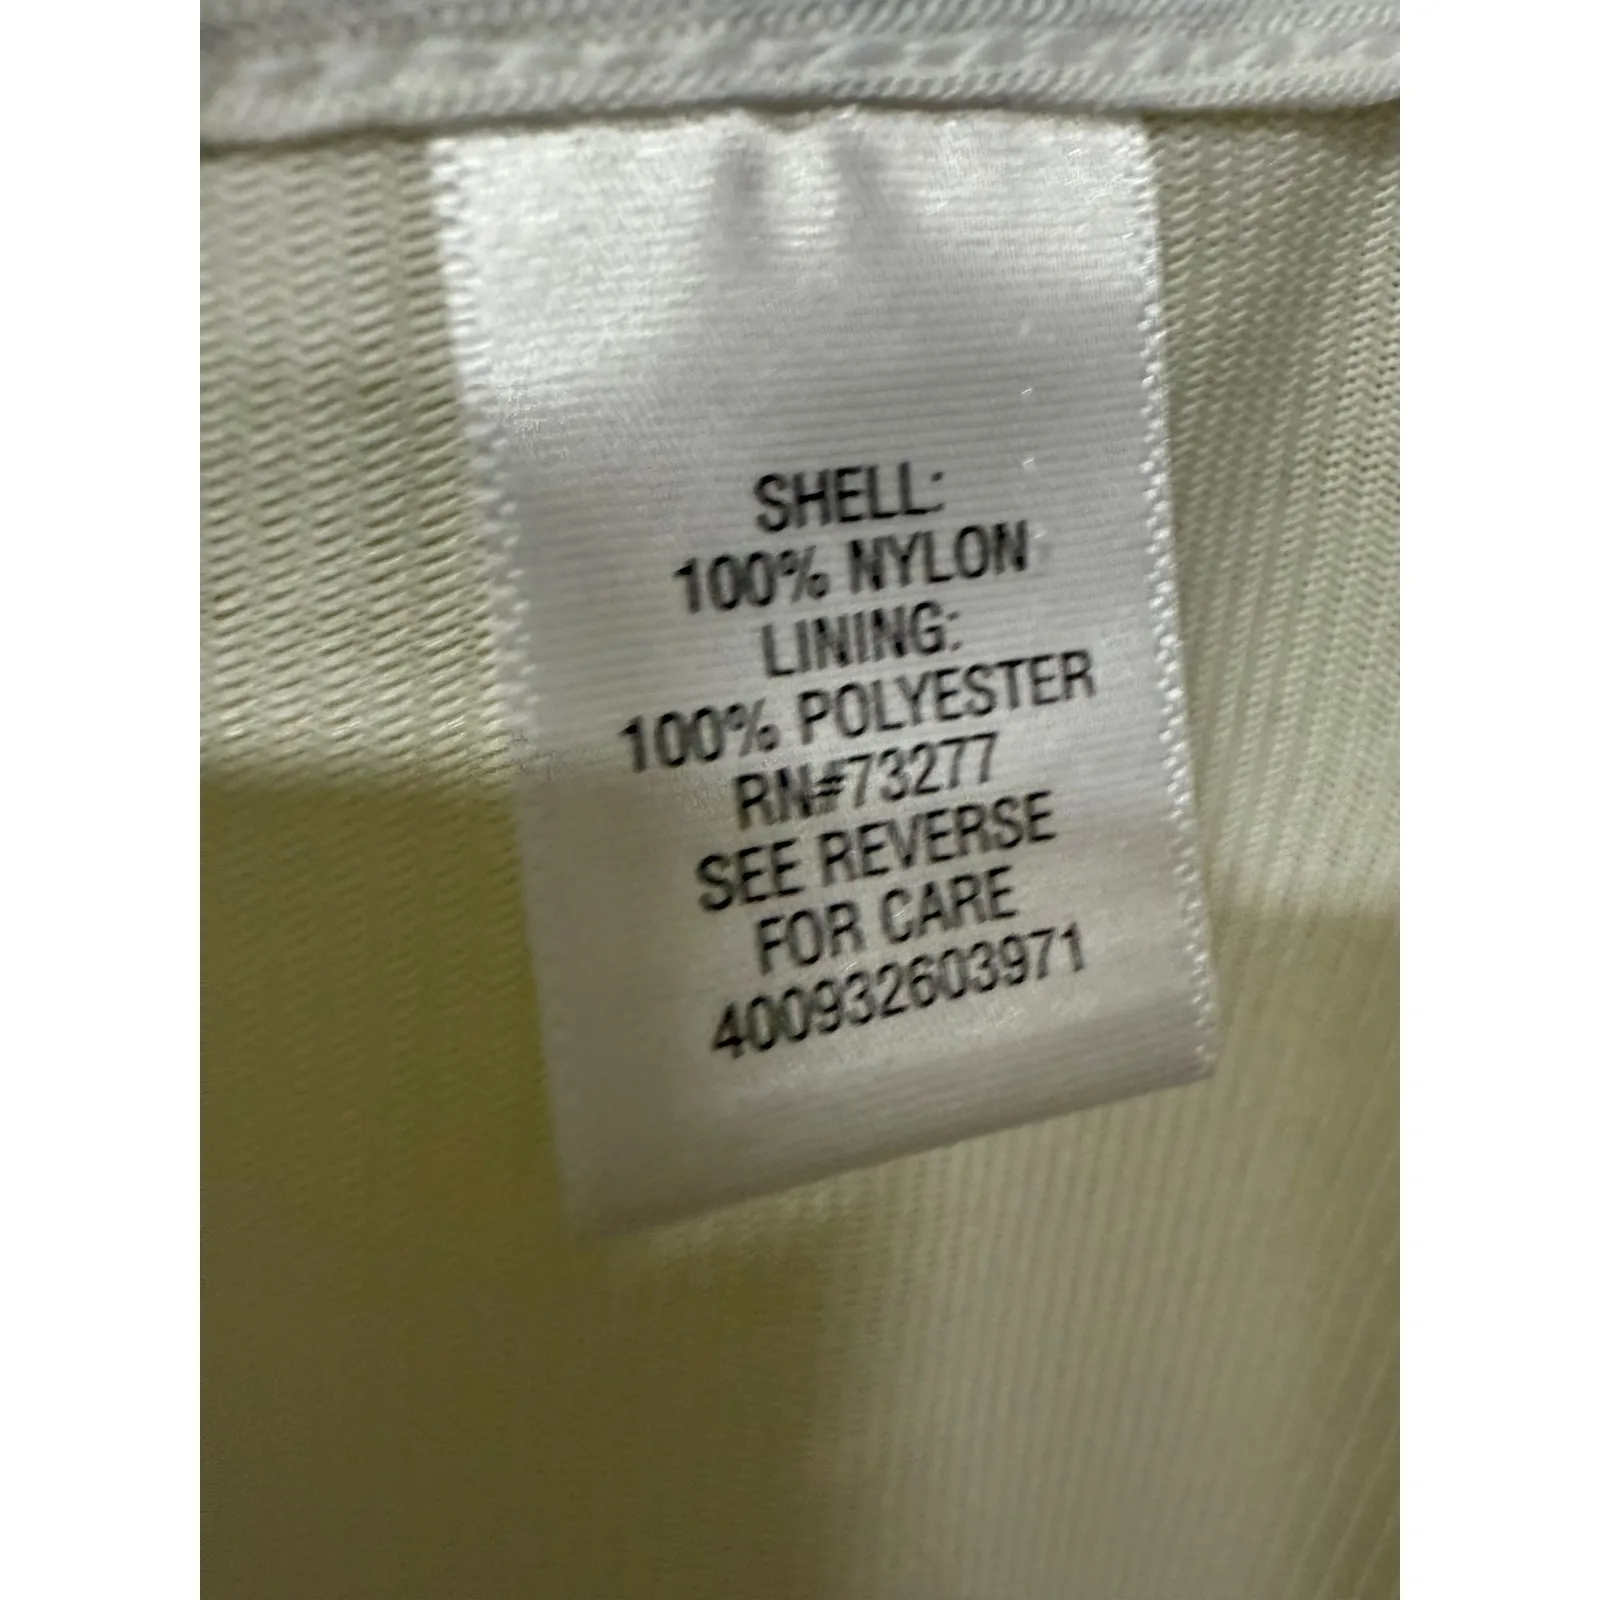 SHELL:
100% NYLON
LINING:
100% POLYESTER
RN#73277
SEE REVERSE
FOR CARE
400932603971